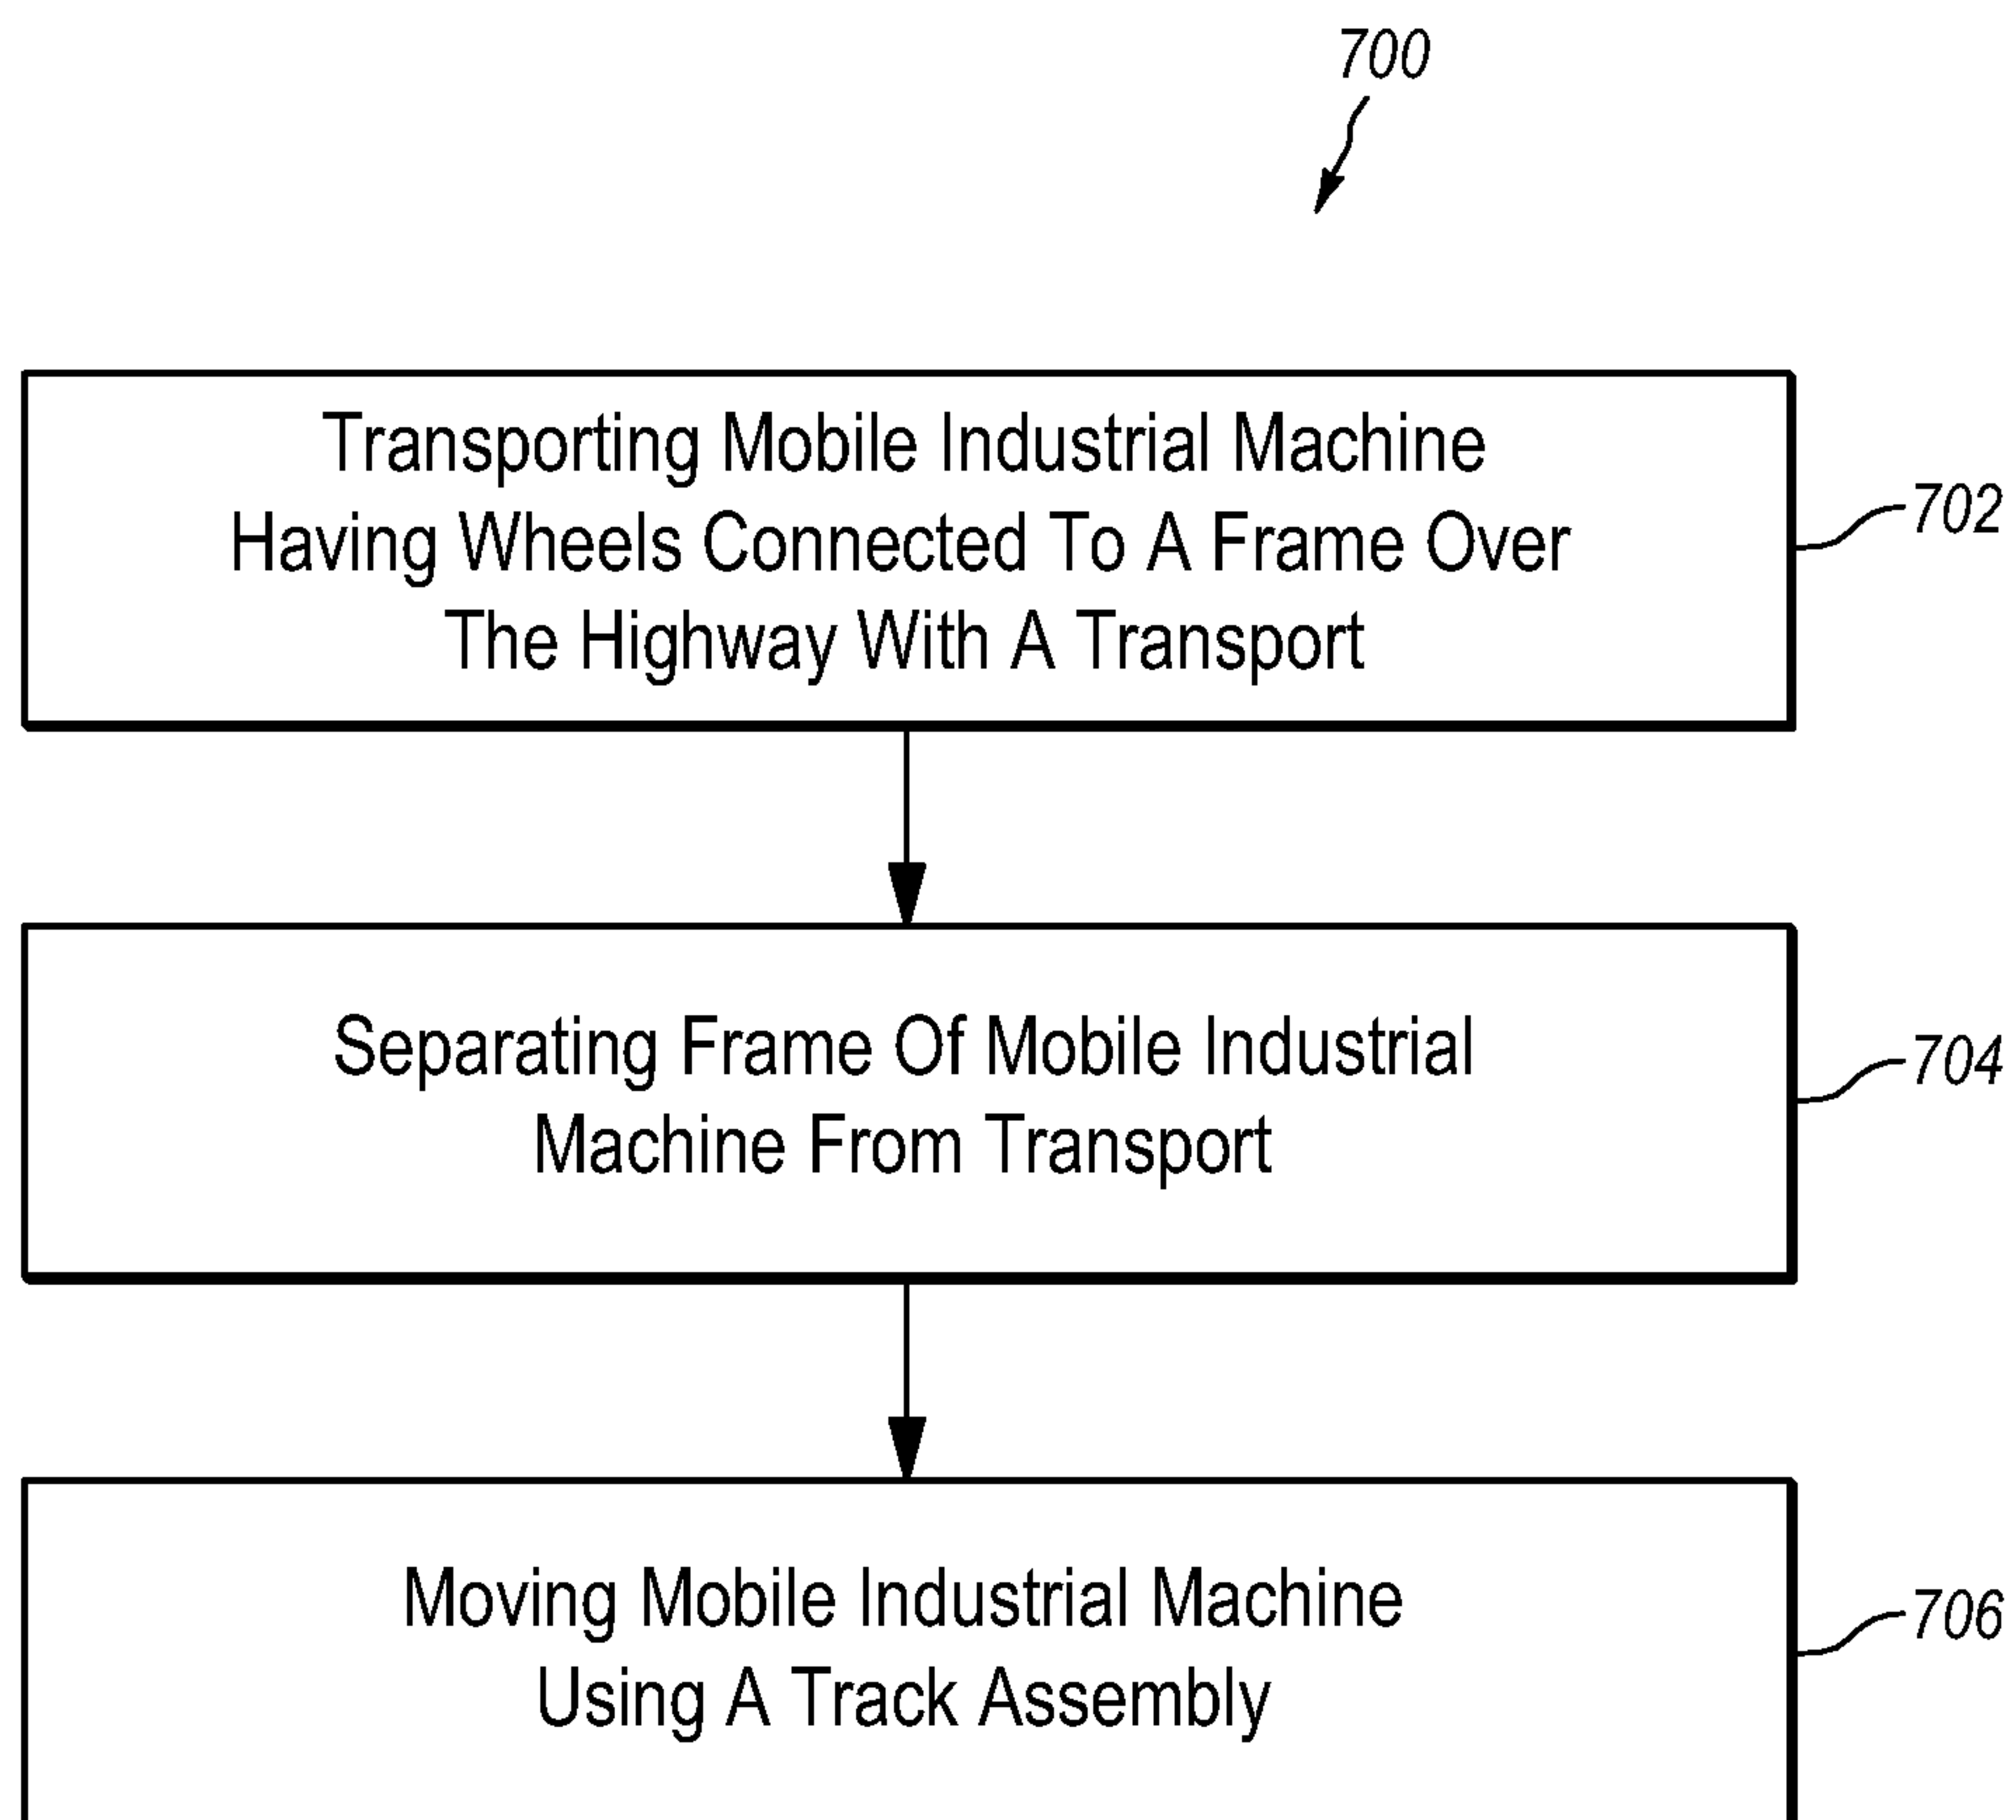 700
Transporting Mobile Industrial Machine
Having Wheels Connected To A Frame Over
The Highway With A Transport
702
Separating Frame Of Mobile Industrial
Machine From Transport
704
Moving Mobile Industrial Machine
Using A Track Assembly
706